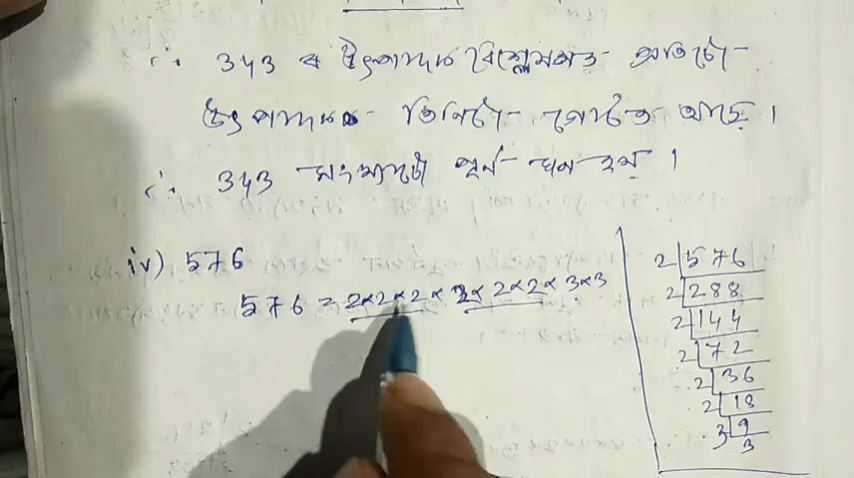 ∴ 343 ৰ উৎপাদক বিশ্লেষণত প্ৰতিটো
উৎপাদক তিনিটা গোটত আছে।
∴ 343 সংখ্যাটো পূৰ্ণ ঘন হয়।
iv) 576
576 = 2×2×2×2×2×2×3×3
2|576
2|288
2|144
2|72
2|36
2|18
3|9
3